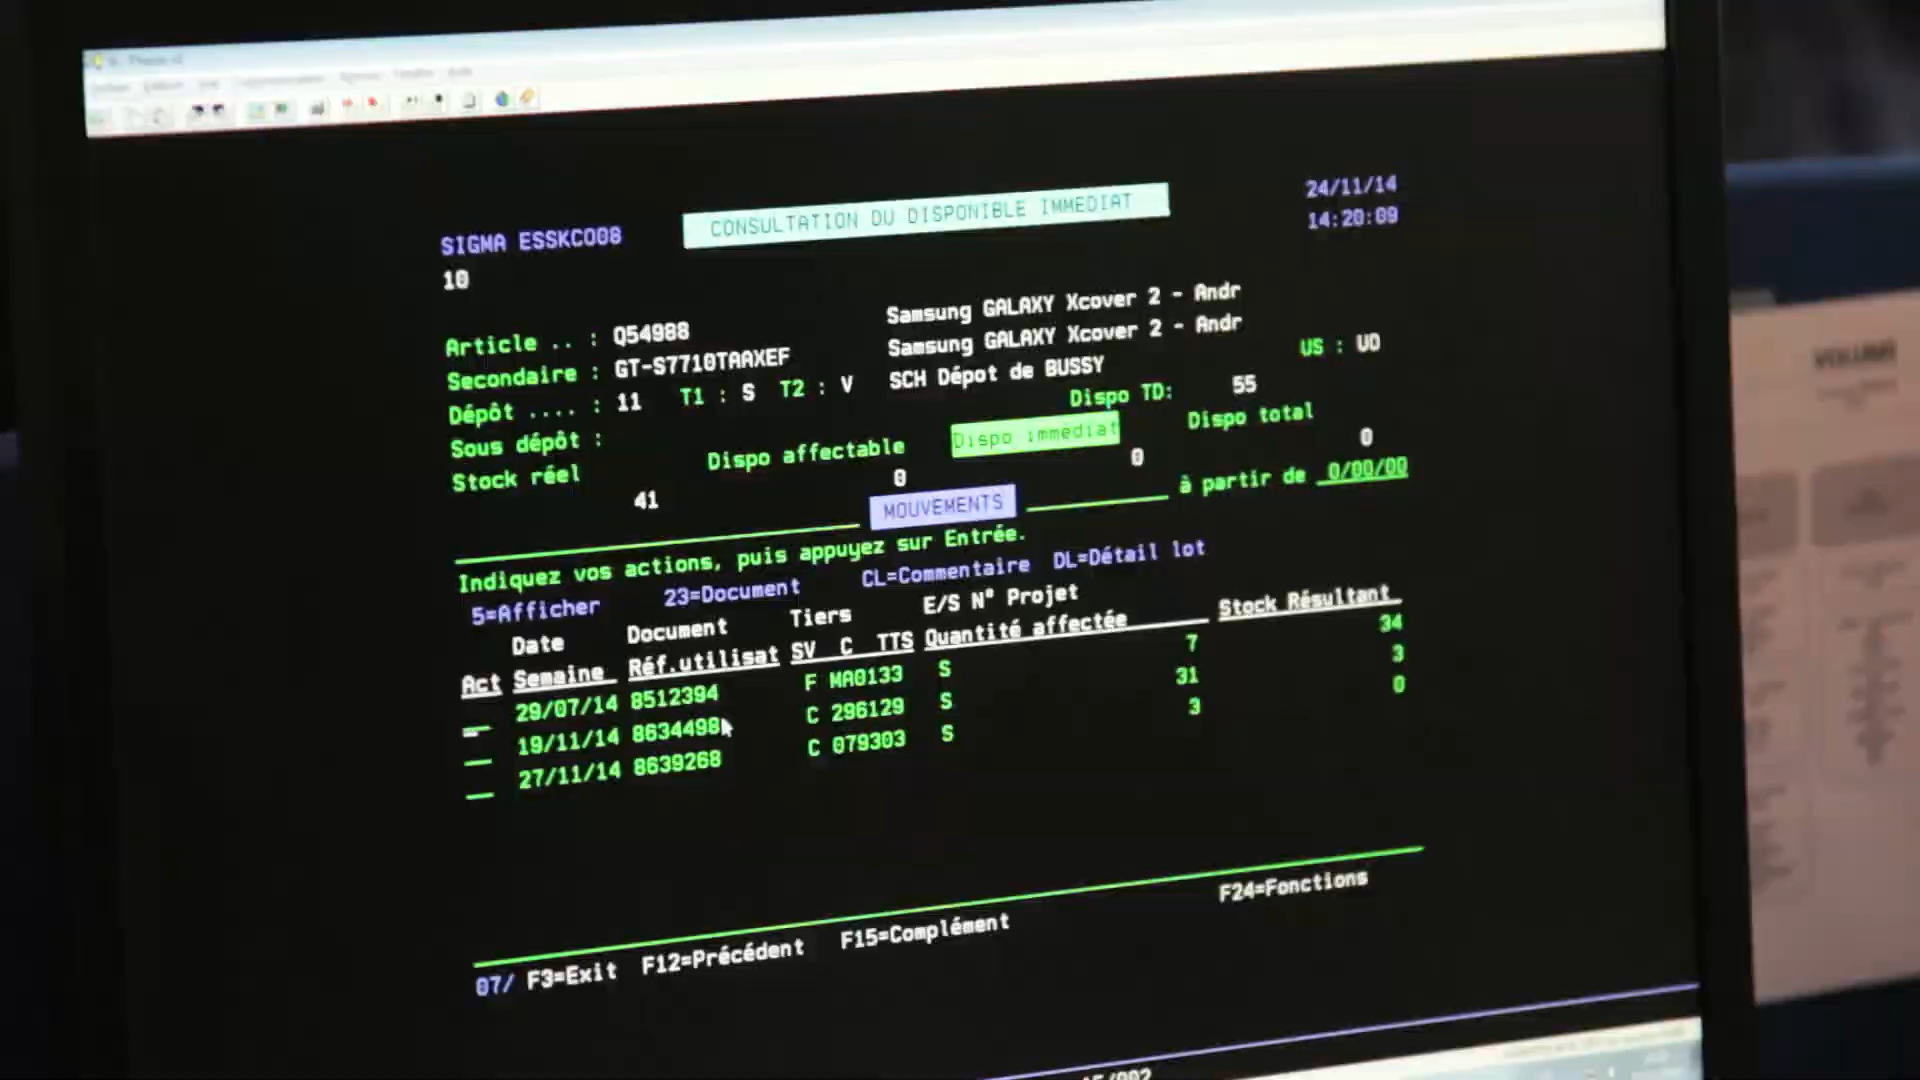 CONSULTATION DU DISPONIBLE IMMEDIAT
24/11/14
SIGMA ESSKCO08
14:20:09
10
Article .. : Q54988
Samsung GALAXY Xcover 2 - Andr
Secondaire : GT-S7710TAAXEF
Samsung GALAXY Xcover 2 - Andr
Dépôt .... : 11 T1 : S T2 : V SCH Dépot de BUSSY
US : UO
Sous dépôt :
Dispo TD: 55
Stock réel Dispo affectable Dispo immédiat Dispo total
41 0 0 0
MOUVEMENTS
à partir de 0/00/00
Indiquez vos actions, puis appuyez sur Entrée.
5=Afficher 23=Document CL=Commentaire DL=Détail lot
Date Document Tiers E/S N° Projet
Act Semaine Réf.utilisat SV C TTS Quantité affectée Stock Résultant
29/07/14 8512394 F MA0133 S 7 34
19/11/14 8634498 C 296129 S 31 3
27/11/14 8639268 C 079303 S 3 0
F24=Fonctions
07/ F3=Exit F12=Précédent F15=Complément
VOLUME